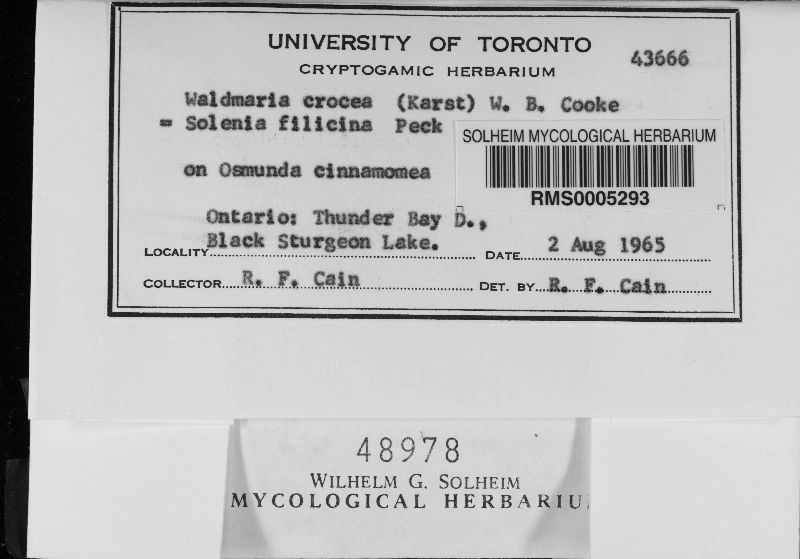 UNIVERSITY OF TORONTO
CRYPTOGAMIC HERBARIUM
43666
Waldmaria crocea (Karst) W. B. Cooke
= Solenia filicina Peck
SOLHEIM MYCOLOGICAL HERBARIUM
RMS0005293
on Osmunda cinnamomea
Ontario: Thunder Bay D.,
LOCALITY Black Sturgeon Lake. DATE 2 Aug 1965
COLLECTOR R. F. Cain DET. BY R. F. Cain
48978
WILHELM G. SOLHEIM
MYCOLOGICAL HERBARIU